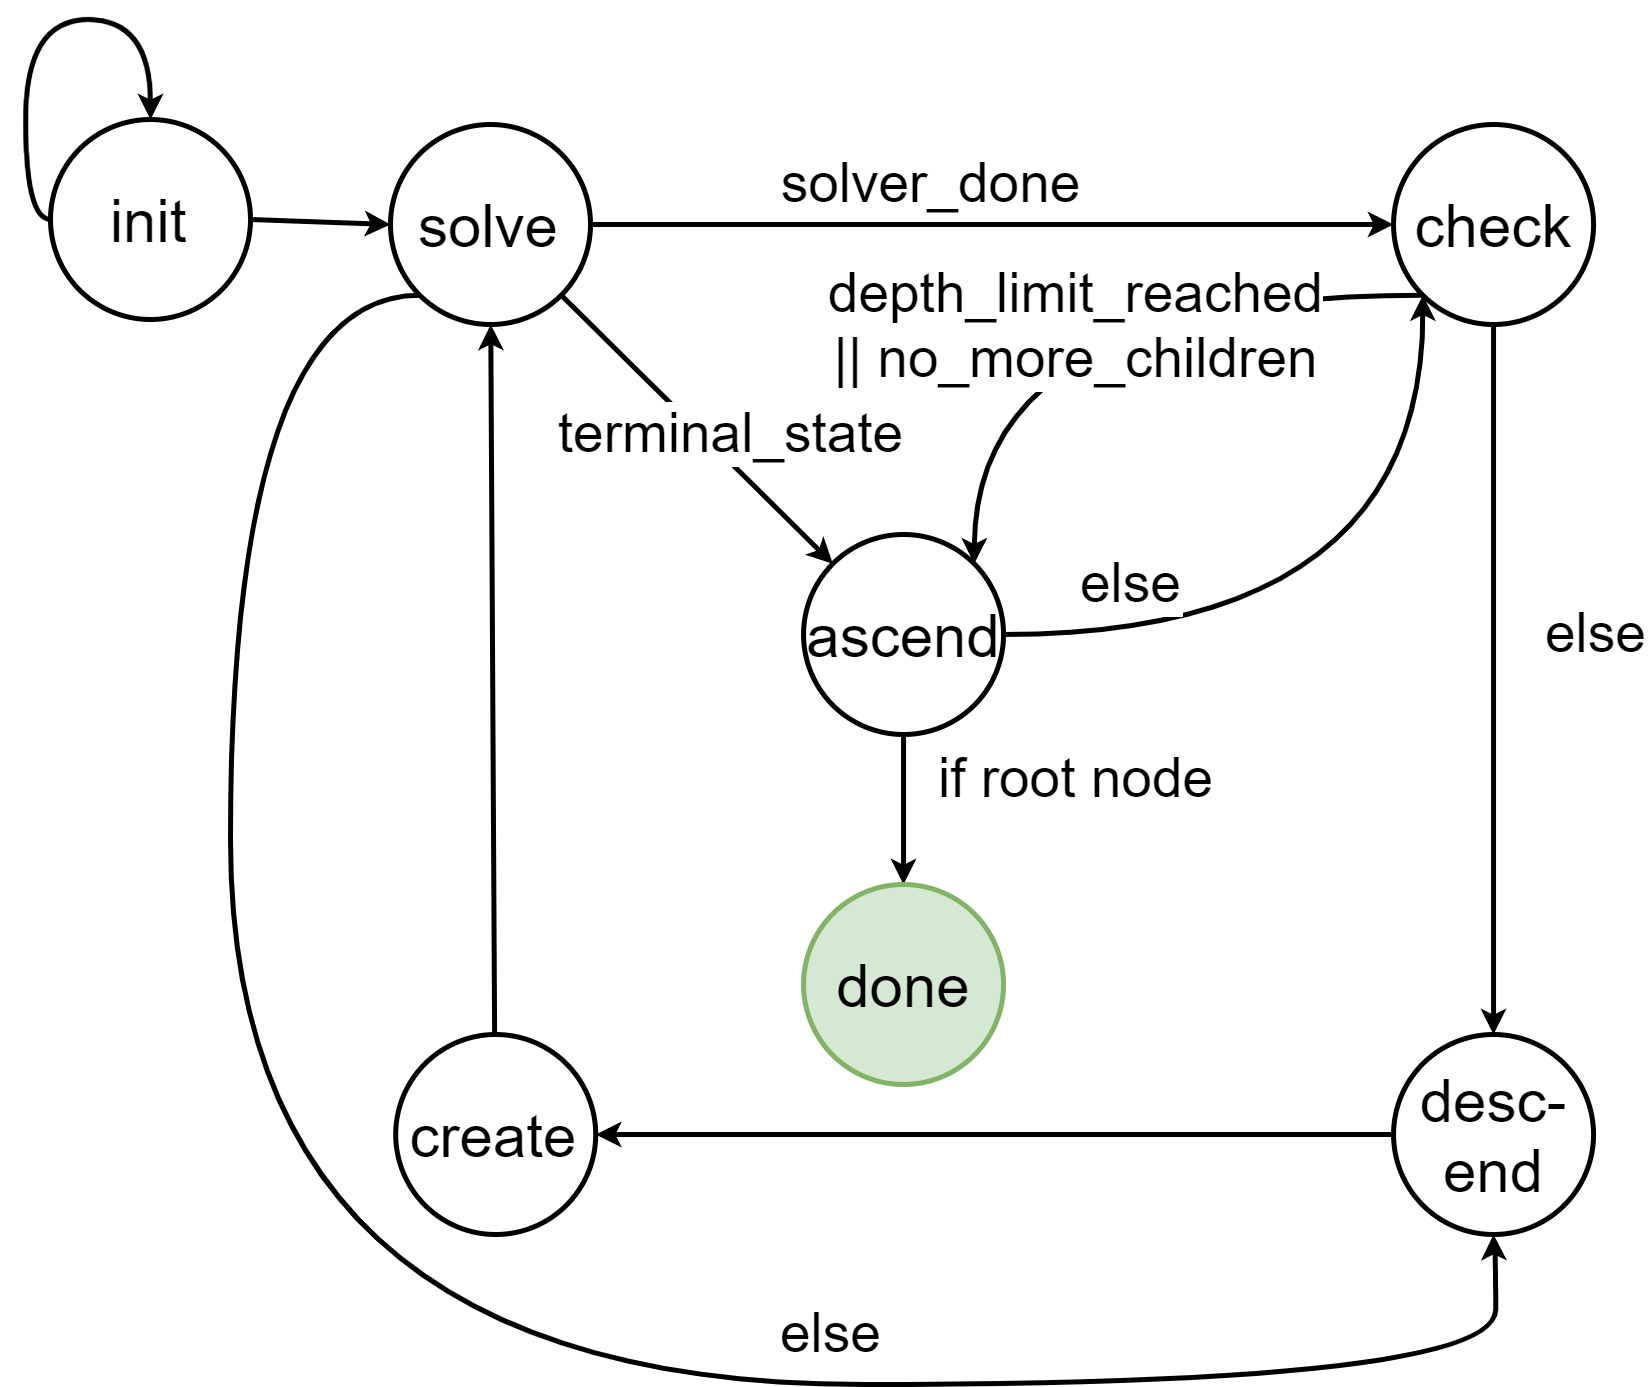 init
solve
solver_done
check
depth_limit_reached
|| no_more_children
terminal_state
else
ascend
else
if root node
done
create
desc-
end
else